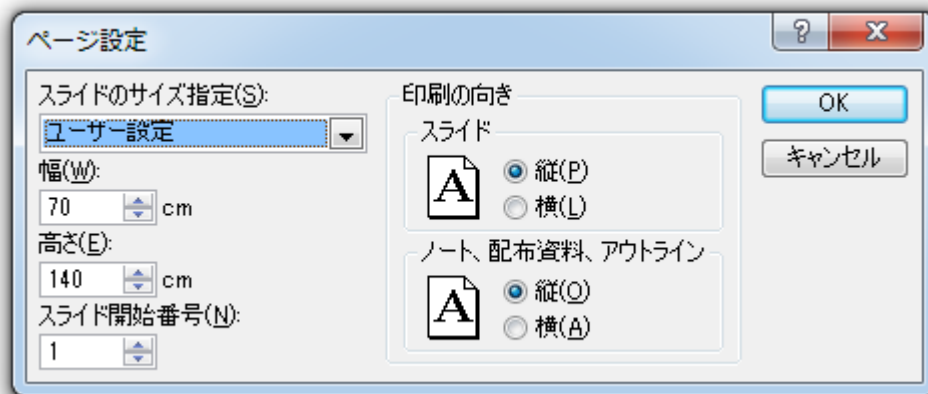 ページ設定
スライドのサイズ指定(S):
ユーザー設定
幅(W):
70 cm
高さ(E):
140 cm
スライド開始番号(N):
1
印刷の向き
スライド
A
縦(P)
横(L)
ノート、配布資料、アウトライン
A
縦(O)
横(A)
OK
キャンセル